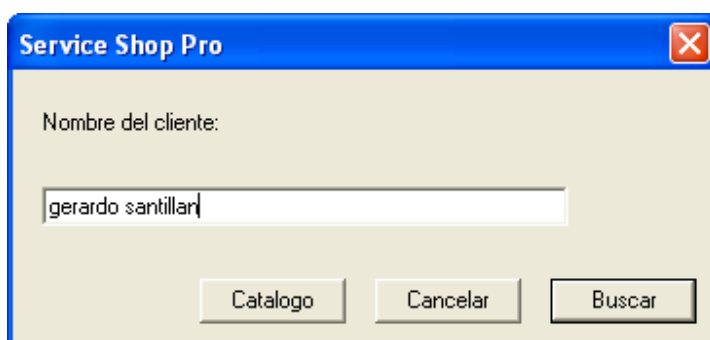 Service Shop Pro
Nombre del cliente:
gerardo santillan
Catalogo Cancelar Buscar